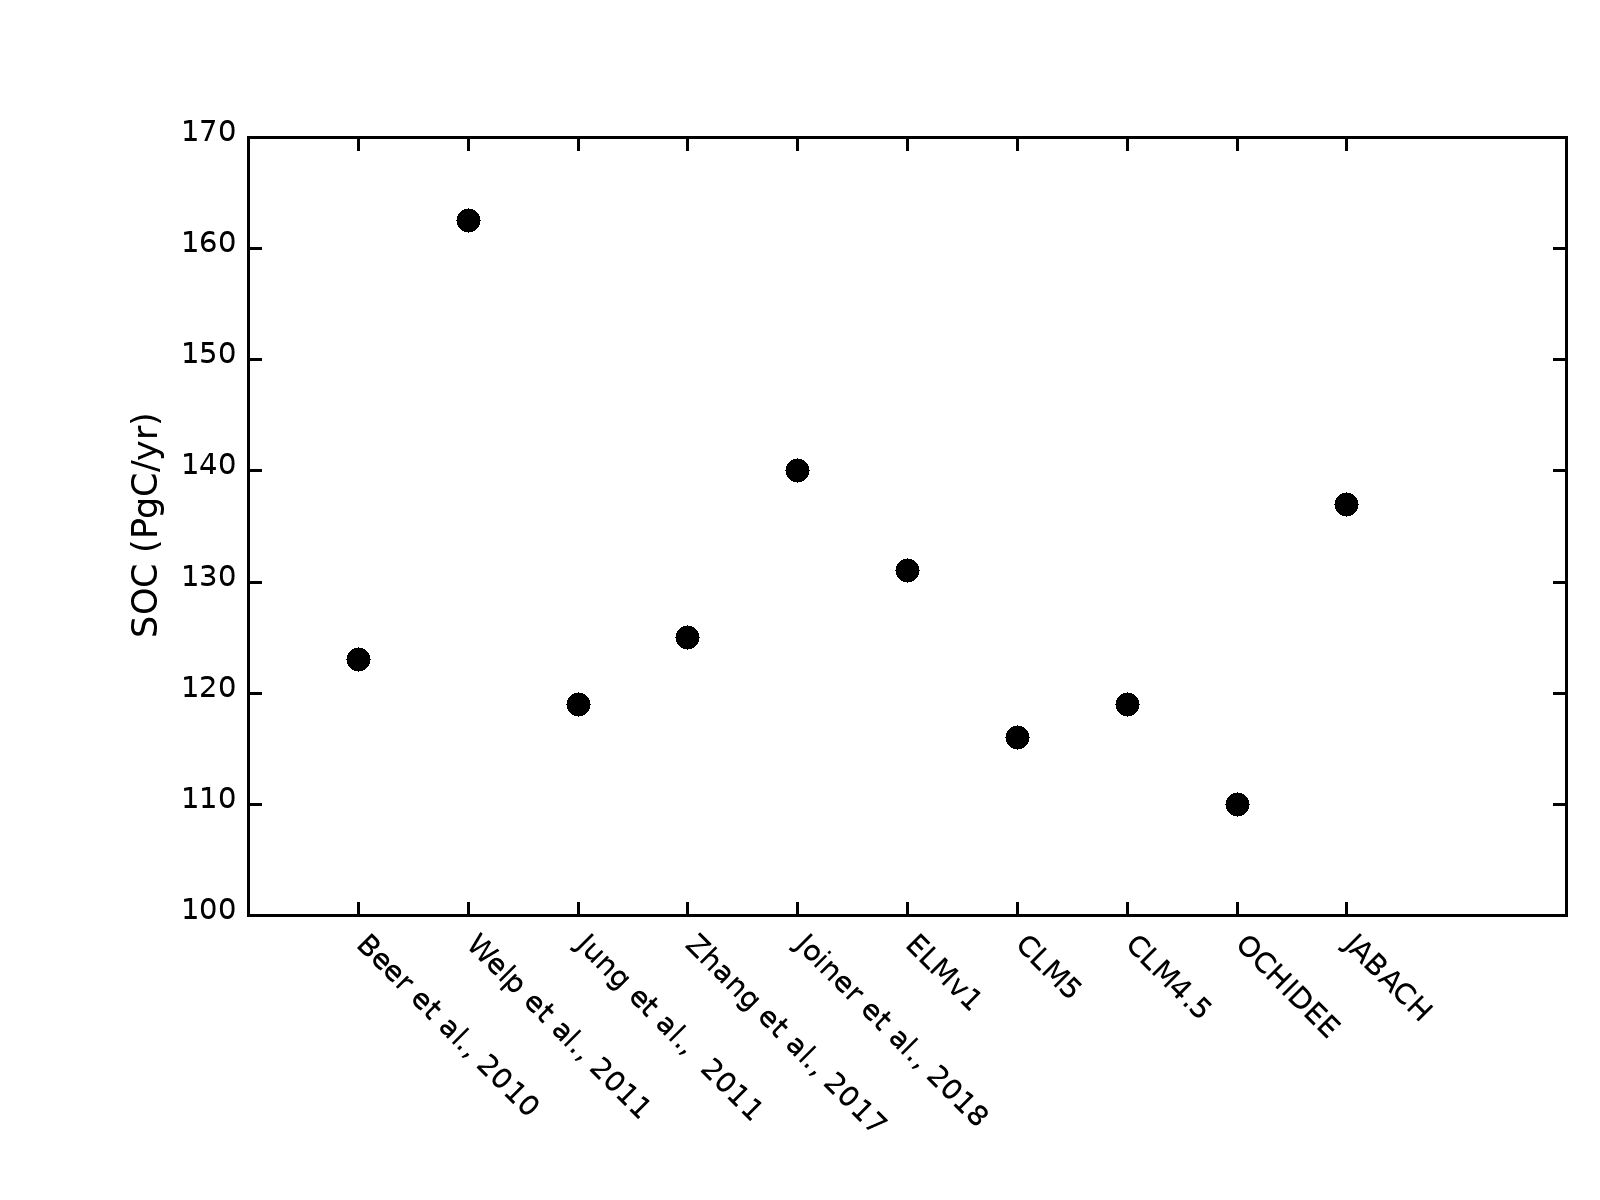 170
160
150
140
130
120
110
100
SOC (PgC/yr)
Beer et al., 2010
Welp et al., 2011
Jung et al., 2011
Zhang et al., 2017
Joiner et al., 2018
ELMv1
CLM5
CLM4.5
OCHIDEE
JABACH